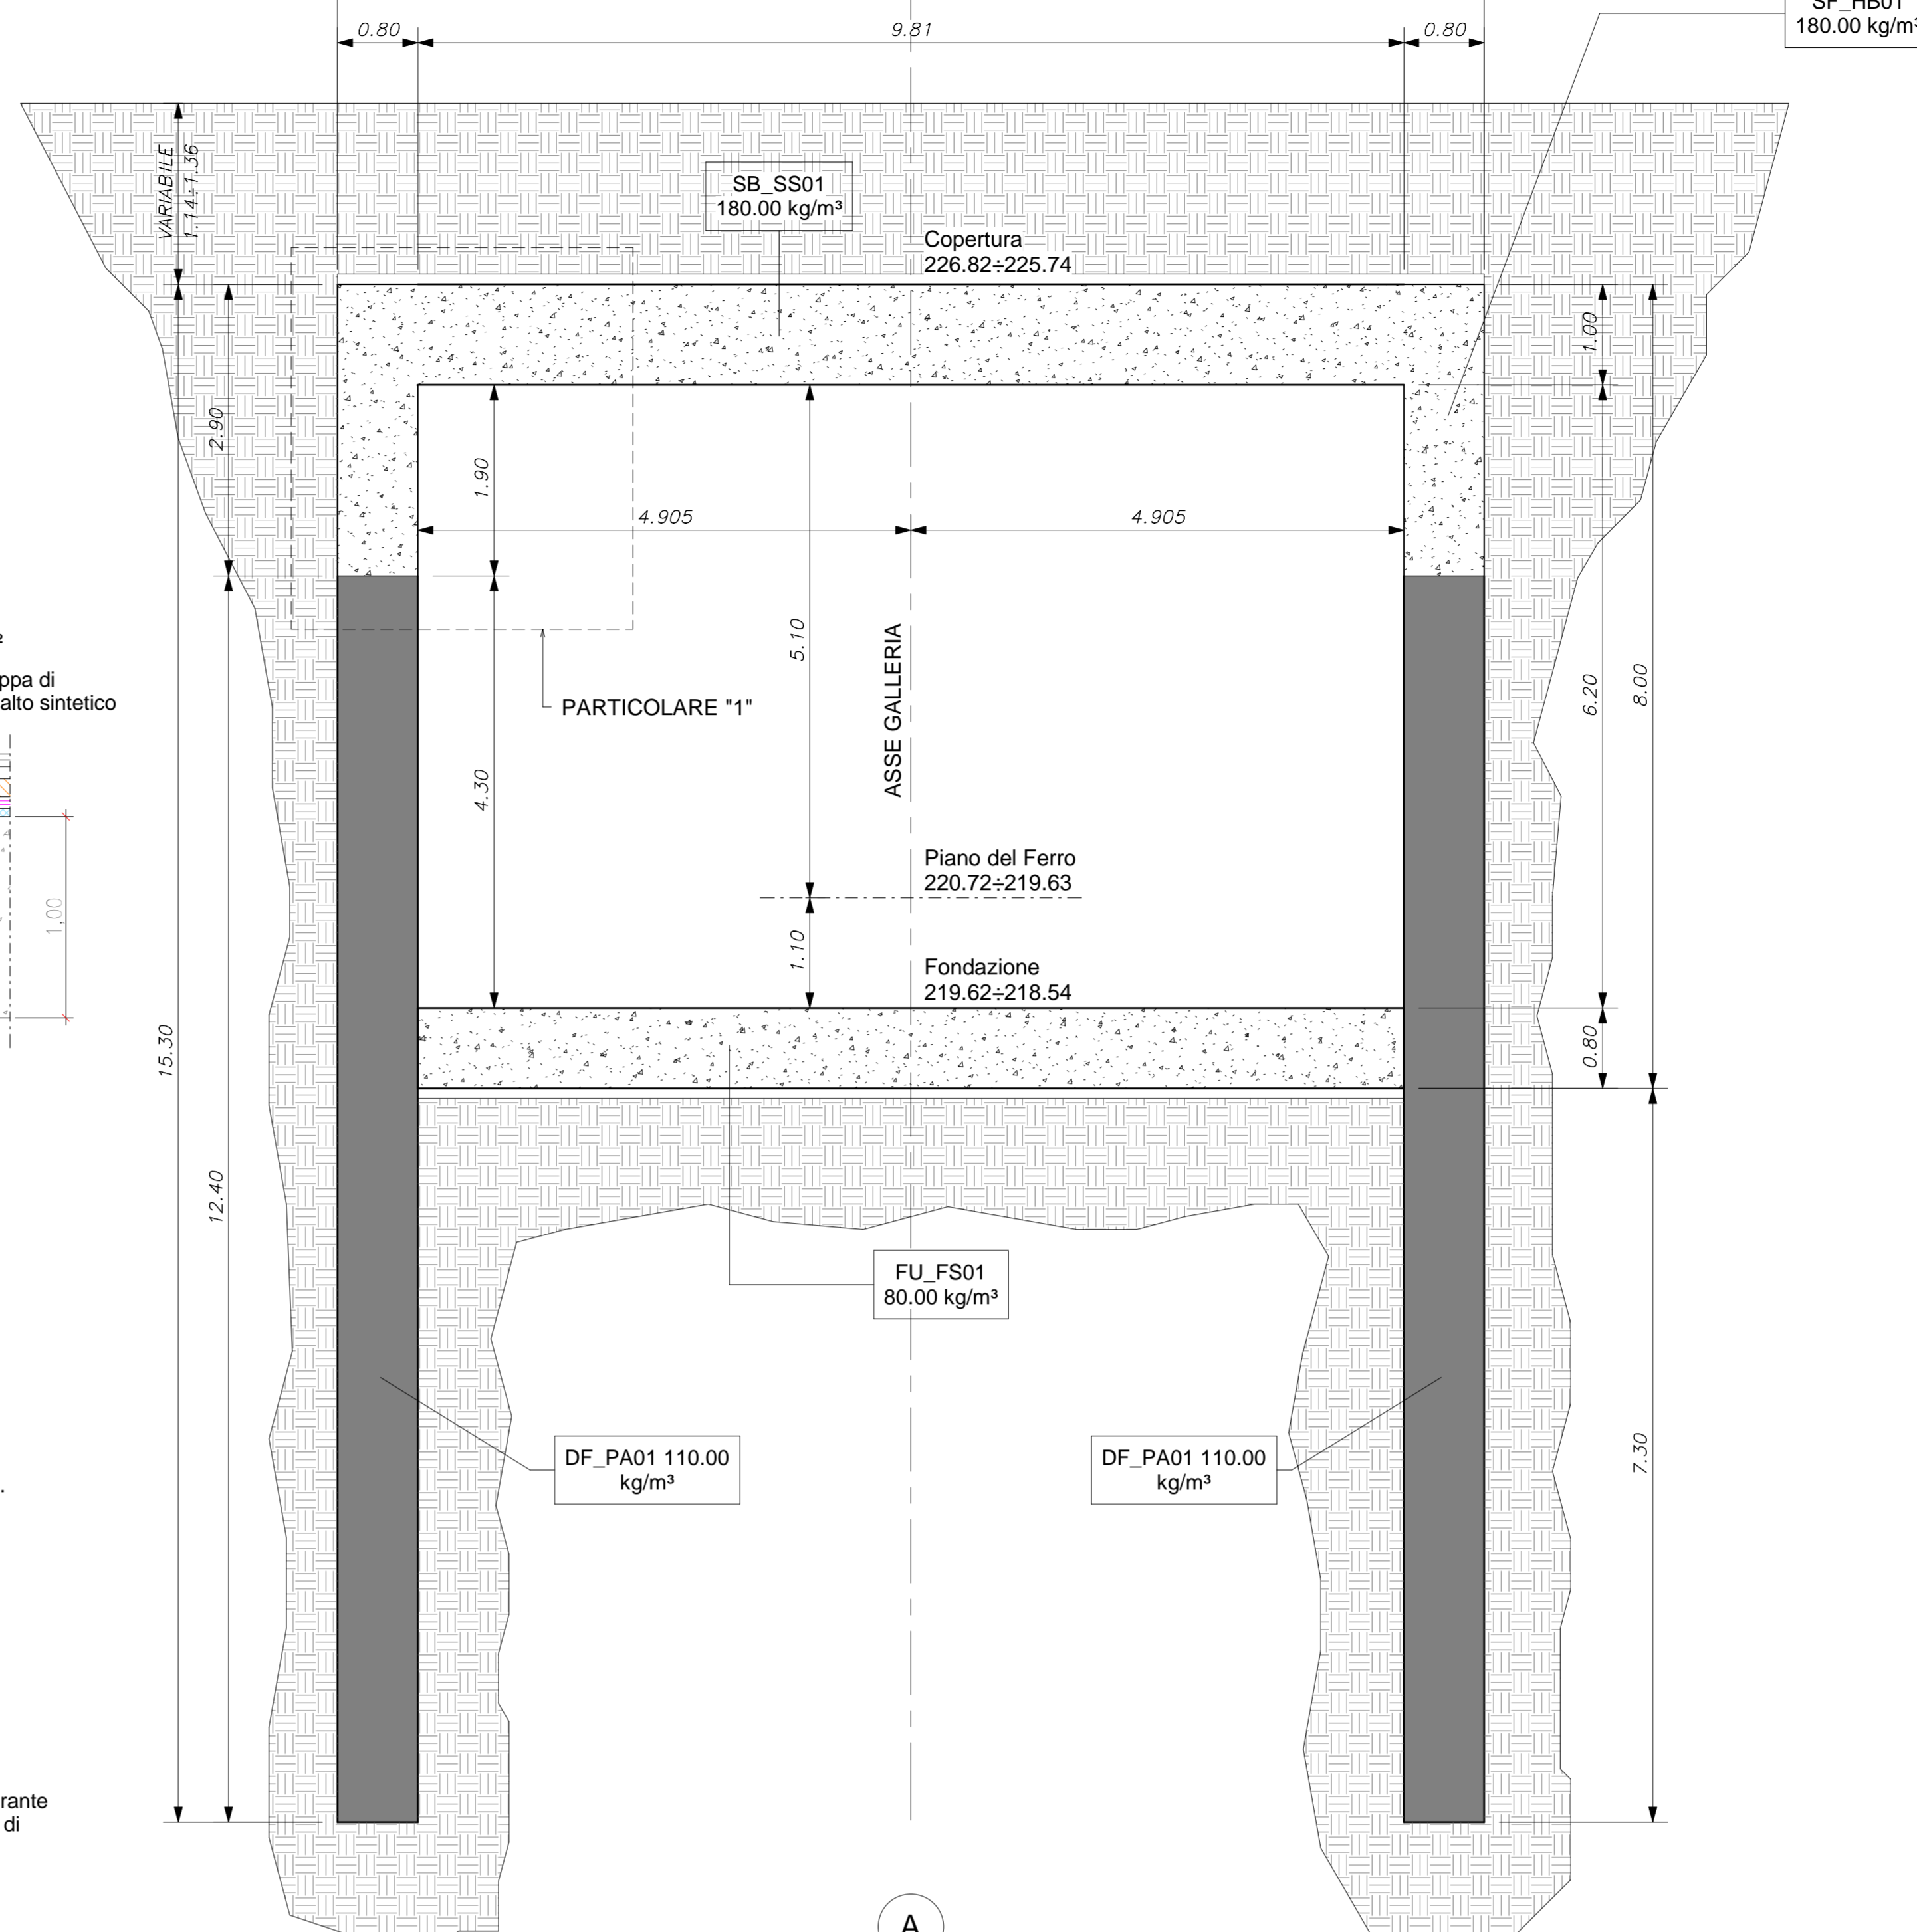 0.80
9.81
0.80
SF_HB01
180.00 kg/m³
VARIABILE
1.14÷1.36
SB_SS01
180.00 kg/m³
Copertura
226.82÷225.74
1.00
2.90
1.90
4.905
4.905
5.10
ASSE GALLERIA
6.20
8.00
PARTICOLARE "1"
alto sintetico
4.30
Piano del Ferro
220.72÷219.63
1,00
1.10
Fondazione
219.62÷218.54
15.30
0.80
12.40
FU_FS01
80.00 kg/m³
DF_PA01 110.00
kg/m³
DF_PA01 110.00
kg/m³
7.30
di
A